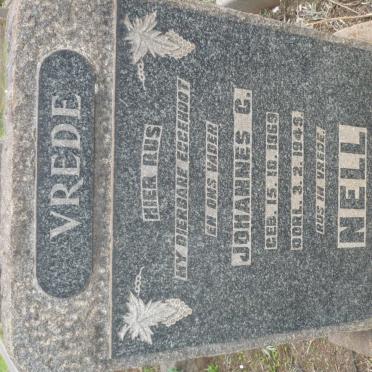 VREDE
HIER RUS
MY DIERBARE EGGENOOT
EN ONS VADER
JOHANNES C.
GEB. 15. 10. 1869
OORL. 3. 2. 1943.
RUS IN VREDE
NELL